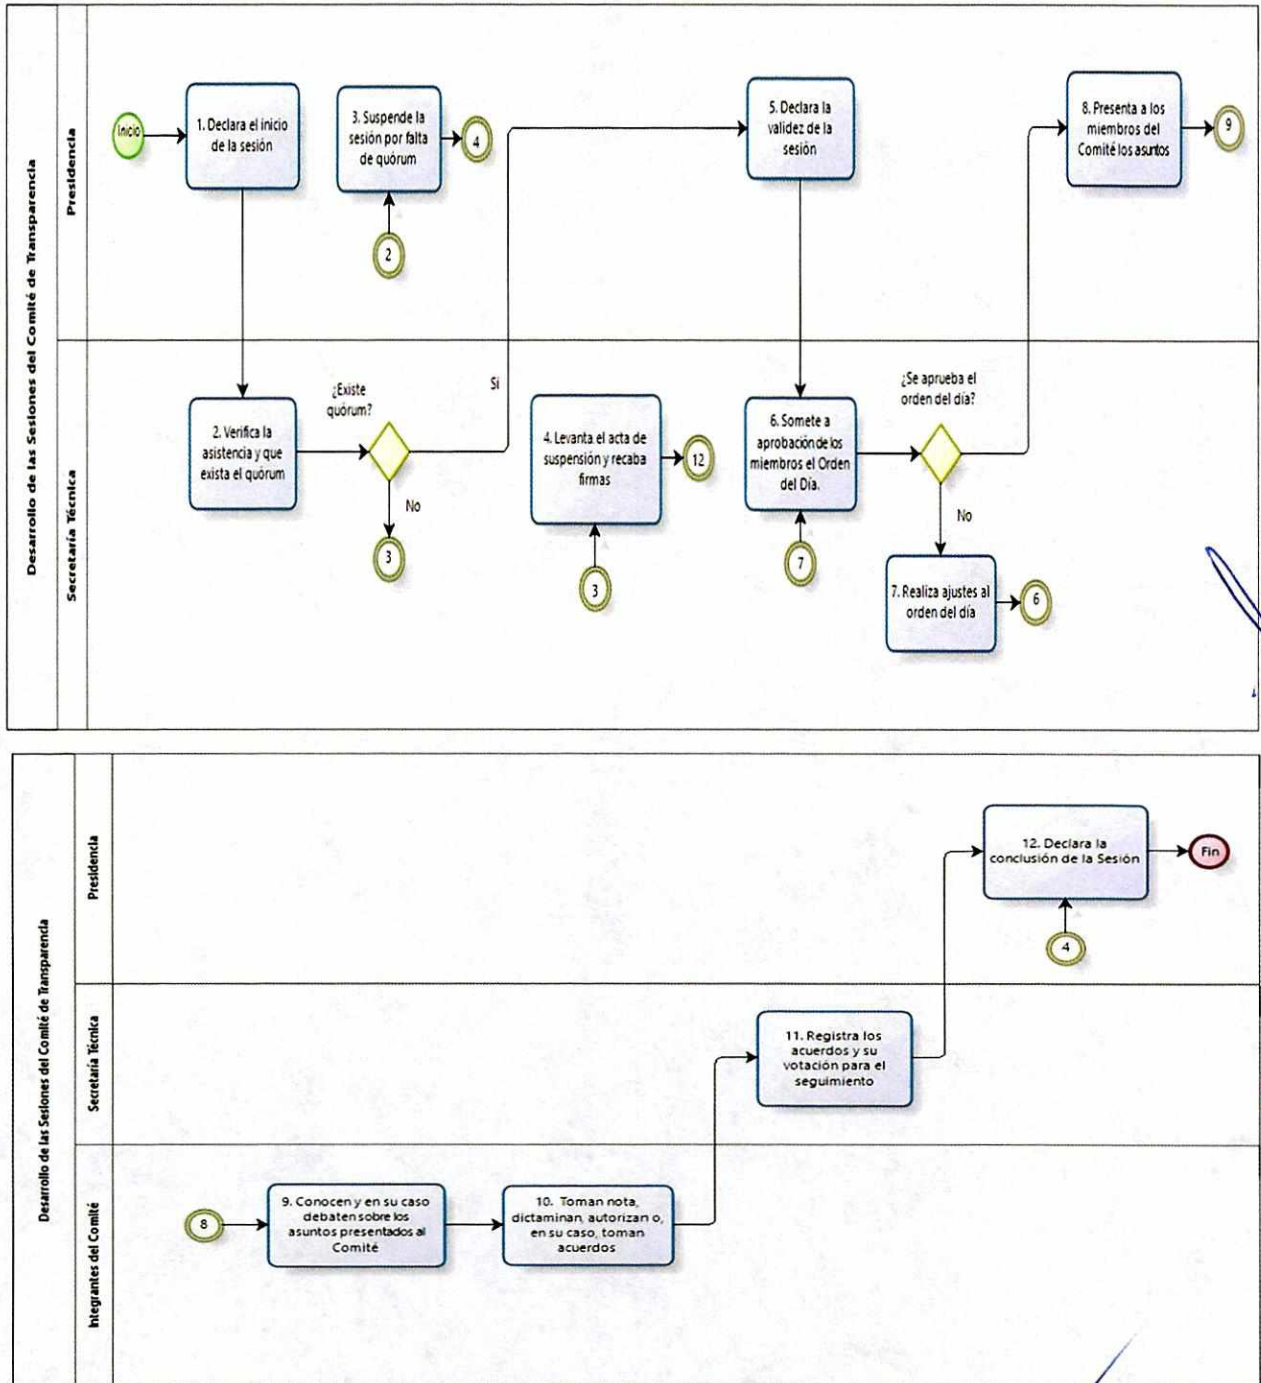 Desarrollo de las Sesiones del Comité de Transparencia
Presidencia
Inicio
1. Declara el inicio
de la sesión
3. Suspende la
sesión por falta
de quórum
4
2
5. Declara la
validez de la
sesión
8. Presenta a los
miembros del
Comité los asuntos
9
Secretaría Técnica
2. Verifica la
asistencia y que
exista el quórum
¿Existe
quórum?
Si
No
3
4. Levanta el acta de
suspensión y recaba
firmas
12
3
6. Somete a
aprobación de los
miembros el Orden
del Día.
7
¿Se aprueba el
orden del día?
No
7. Realiza ajustes al
orden del día
6
Desarrollo de las Sesiones del Comité de Transparencia
Presidencia
12. Declara la
conclusión de la Sesión
Fin
4
Secretaría Técnica
11. Registra los
acuerdos y su
votación para el
seguimiento
Integrantes del Comité
8
9. Conocen y en su caso
debaten sobre los
asuntos presentados al
Comité
10. Toman nota,
dictaminan, autorizan o,
en su caso, toman
acuerdos